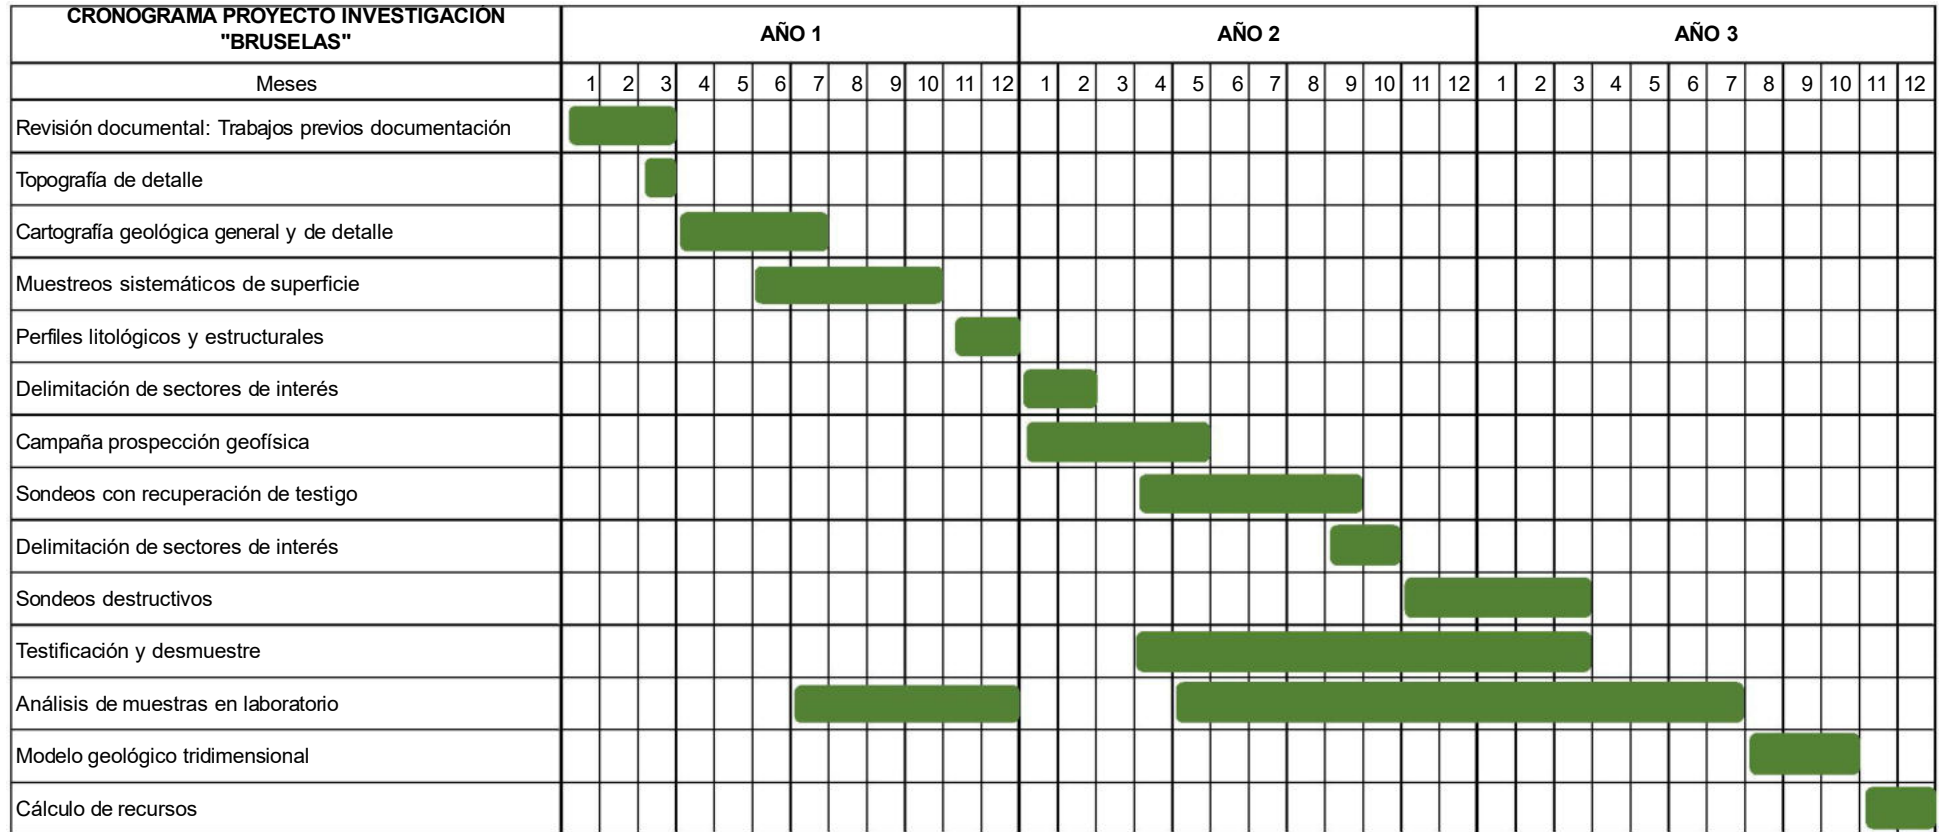 CRONOGRAMA PROYECTO INVESTIGACIÓN
"BRUSELAS"
AÑO 1
AÑO 2
AÑO 3
Meses
1 2 3 4 5 6 7 8 9 10 11 12 1 2 3 4 5 6 7 8 9 10 11 12 1 2 3 4 5 6 7 8 9 10 11 12
Revisión documental: Trabajos previos documentación
Topografía de detalle
Cartografía geológica general y de detalle
Muestreos sistemáticos de superficie
Perfiles litológicos y estructurales
Delimitación de sectores de interés
Campaña prospección geofísica
Sondeos con recuperación de testigo
Delimitación de sectores de interés
Sondeos destructivos
Testificación y desmuestre
Análisis de muestras en laboratorio
Modelo geológico tridimensional
Cálculo de recursos